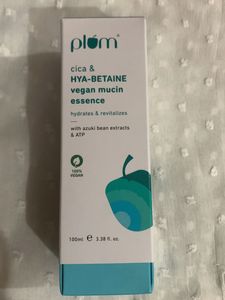 plum
cica &
HYA-BETAINE
vegan mucin
essence
hydrates & revitalizes
with azuki bean extracts
& ATP
100%
VEGAN
100ml e 3.38 fl. oz.